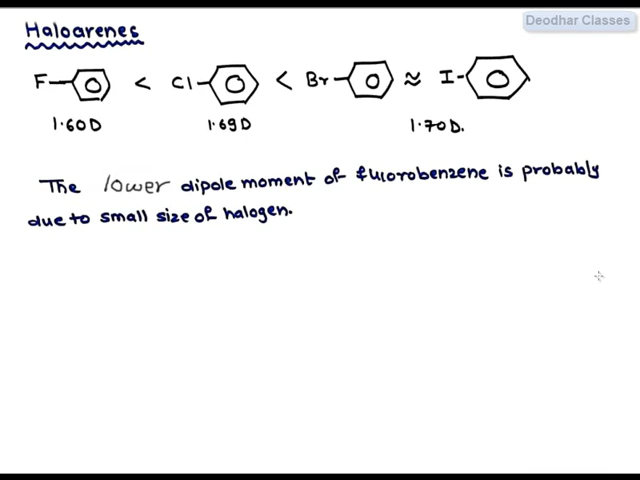 Deodhar Classes
Haloarenes
F < Cl < Br ≈ I
1.60D 1.69D 1.70D.
The lower dipole moment of fluorobenzene is probably
due to small size of halogen.